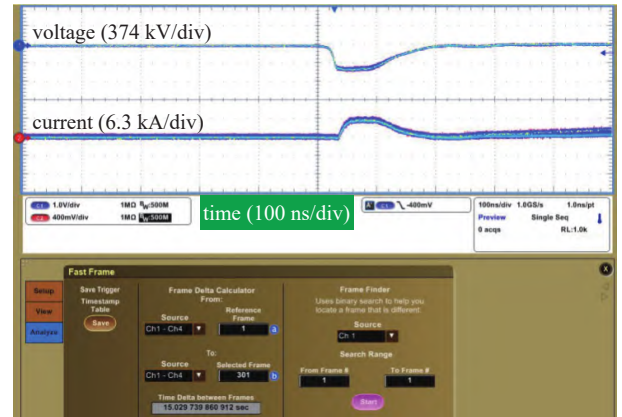 voltage (374 kV/div)
current (6.3 kA/div)
C1 1.0V/div 1MΩ BW:500M
C2 400mV/div 1MΩ BW:500M
time (100 ns/div)
A' C1 -400mV
100ns/div 1.0GS/s 1.0ns/pt
Preview Single Seq
0 acqs RL:1.0k
Fast Frame
Setup
View
Analyze
Save Trigger
Timestamp
Table
Save
Frame Delta Calculator
From:
Source
Reference
Frame
Ch1 - Ch4
1
a
To:
Source
Selected Frame
Ch1 - Ch4
301
b
Time Delta between Frames
15.029 739 860 912 sec
Frame Finder
Uses binary search to help you
locate a frame that is different.
Source
Ch 1
Search Range
From Frame #
To Frame #
1
1
Start
X